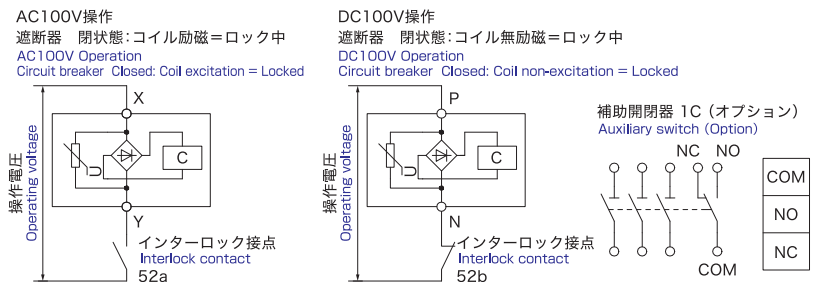 AC100V操作
遮断器 閉状態:コイル励磁=ロック中
AC100V Operation
Circuit breaker Closed: Coil excitation = Locked
X
操作電圧
Operating voltage
U
C
Y
インターロック接点
Interlock contact
52a
DC100V操作
遮断器 閉状態:コイル無励磁=ロック中
DC100V Operation
Circuit breaker Closed: Coil non-excitation = Locked
P
操作電圧
Operating voltage
U
C
N
インターロック接点
Interlock contact
52b
補助開閉器 1C(オプション)
Auxiliary switch (Option)
NC NO
COM
COM
NO
NC